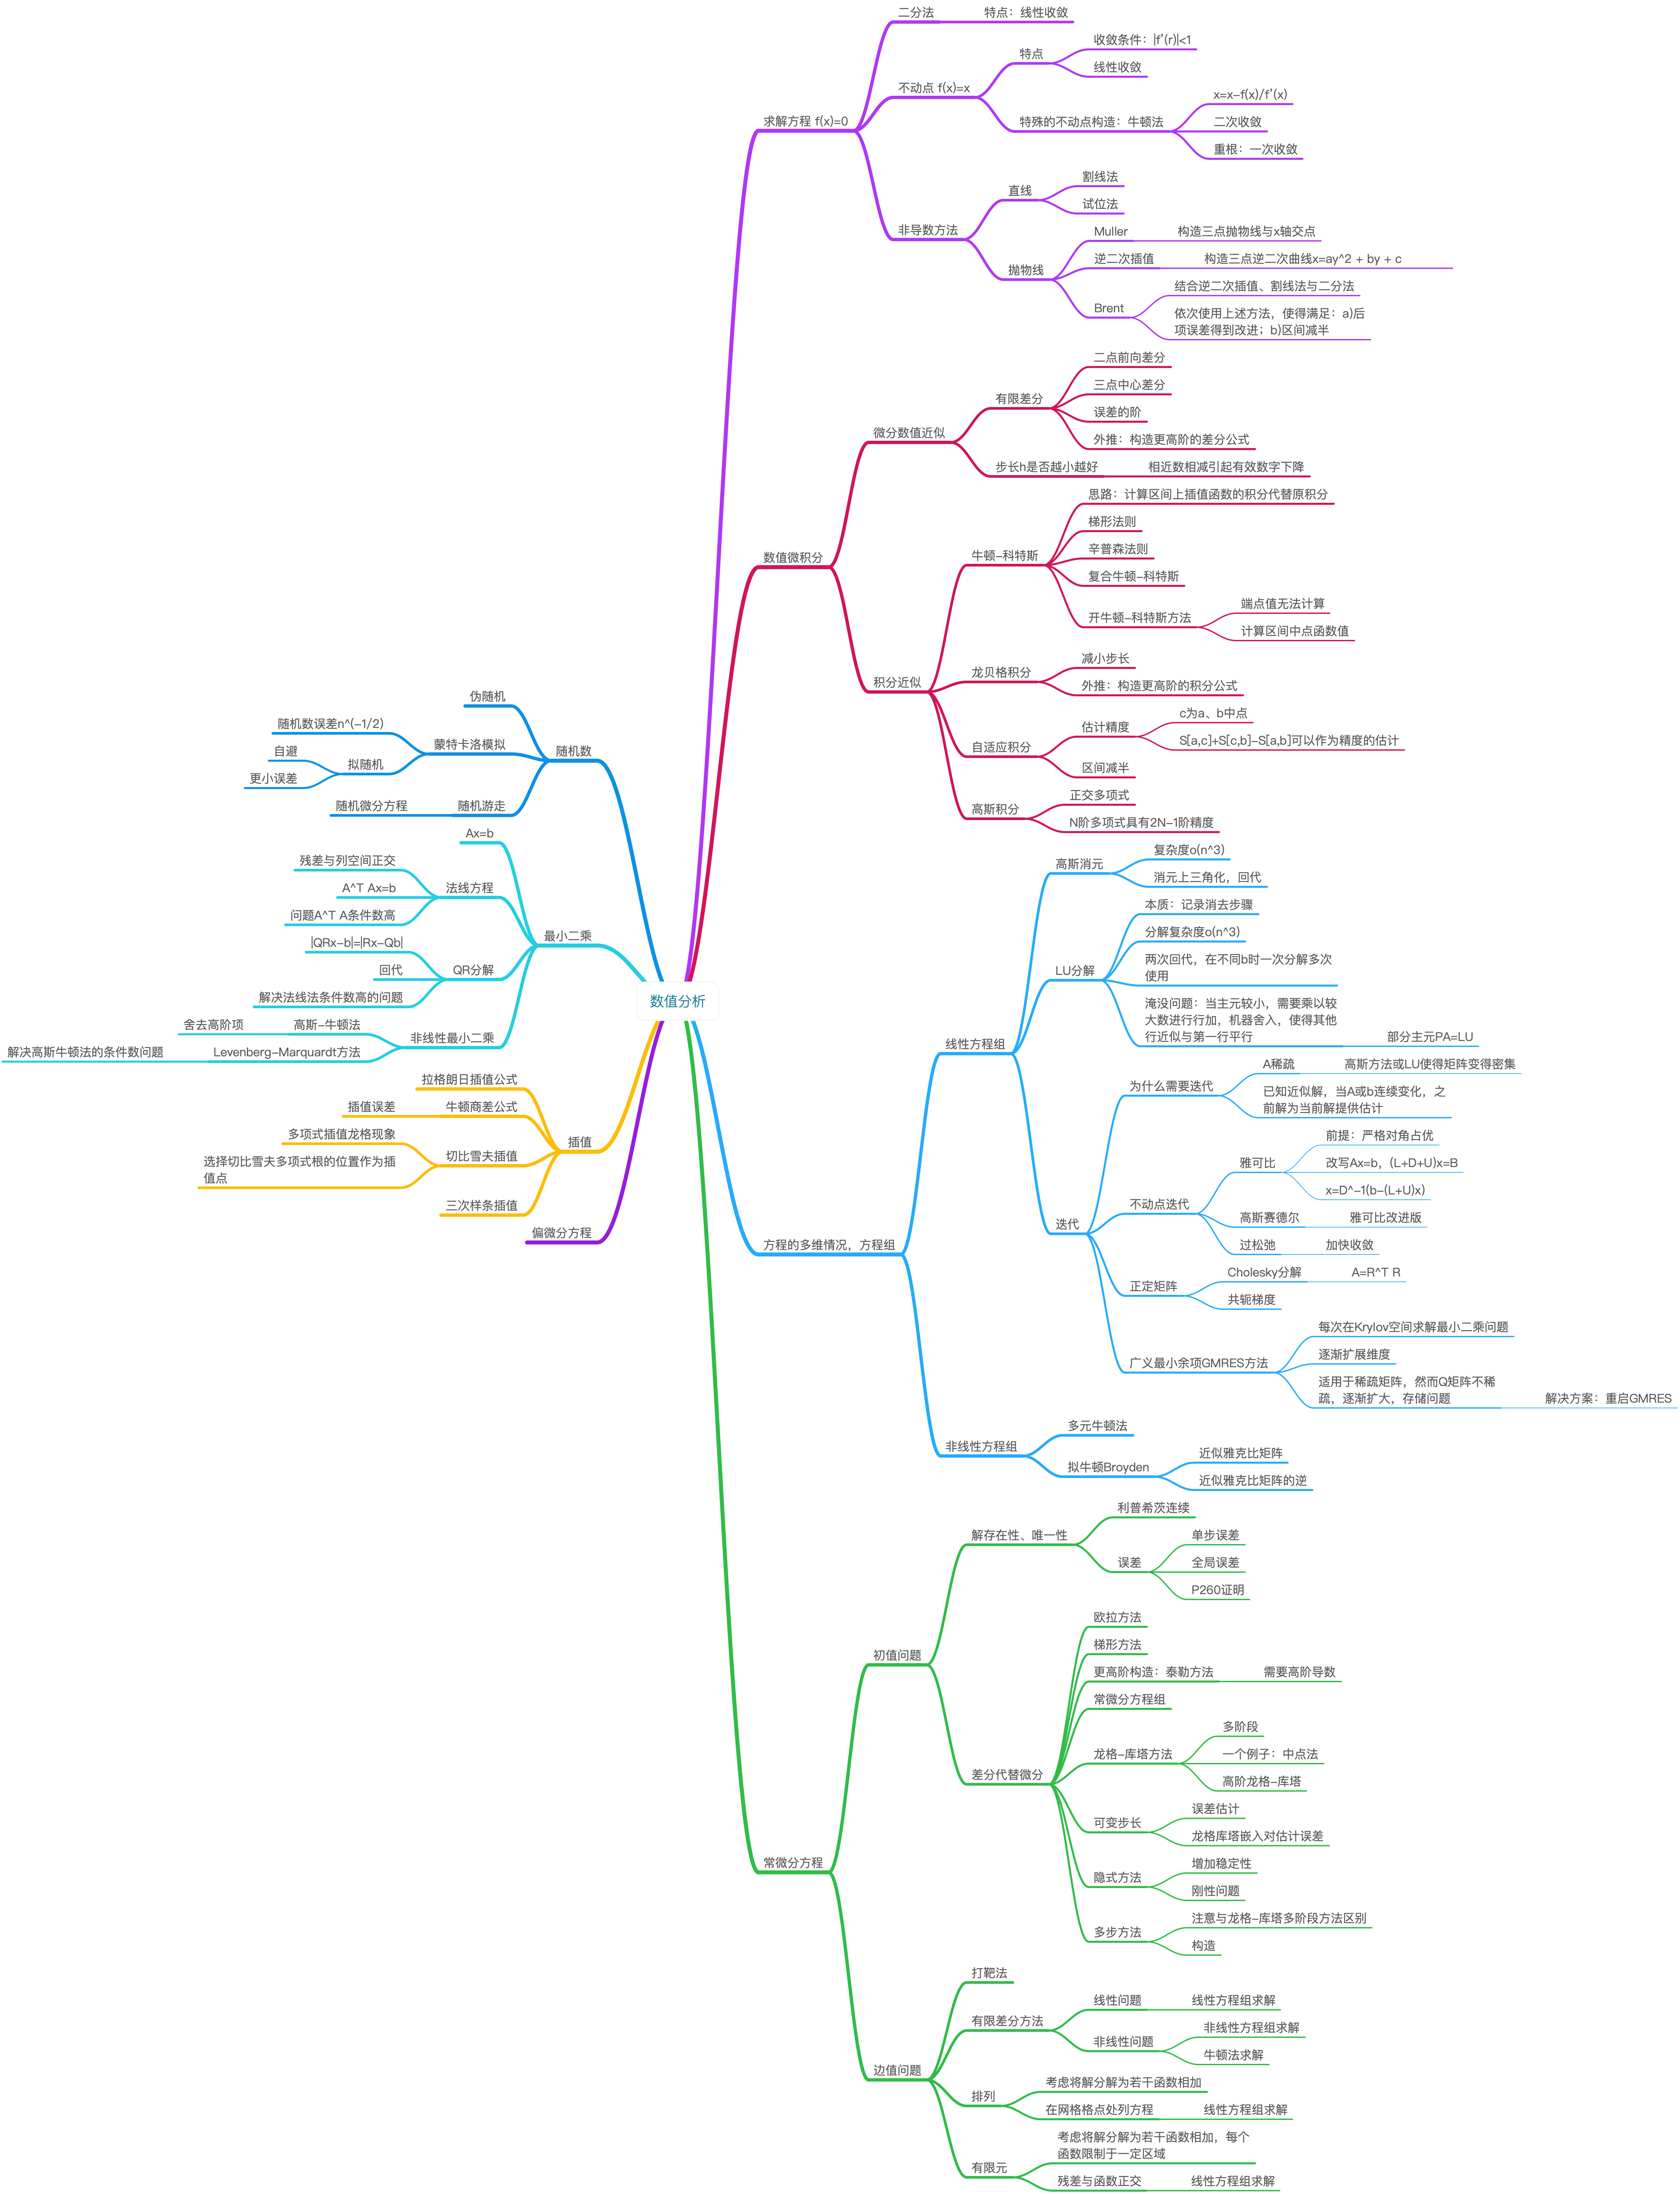 数值分析
求解方程 f(x)=0
二分法
特点：线性收敛
不动点 f(x)=x
特点
收敛条件：|f'(r)|<1
线性收敛
特殊的不动点构造：牛顿法
x=x-f(x)/f'(x)
二次收敛
重根：一次收敛
非导数方法
直线
割线法
试位法
抛物线
Muller
构造三点抛物线与x轴交点
逆二次插值
构造三点逆二次曲线x=ay^2 + by + c
Brent
结合逆二次插值、割线法与二分法
依次使用上述方法，使得满足：a)后
项误差得到改进；b)区间减半
数值微积分
微分数值近似
有限差分
二点前向差分
三点中心差分
误差的阶
外推：构造更高阶的差分公式
步长h是否越小越好
相近数相减引起有效数字下降
积分近似
牛顿-科特斯
思路：计算区间上插值函数的积分代替原积分
梯形法则
辛普森法则
复合牛顿-科特斯
开牛顿-科特斯方法
端点值无法计算
计算区间中点函数值
龙贝格积分
减小步长
外推：构造更高阶的积分公式
自适应积分
估计精度
c为a、b中点
S[a,c]+S[c,b]-S[a,b]可以作为精度的估计
区间减半
高斯积分
正交多项式
N阶多项式具有2N-1阶精度
方程的多维情况，方程组
线性方程组
高斯消元
复杂度o(n^3)
消元上三角化，回代
LU分解
本质：记录消去步骤
分解复杂度o(n^3)
两次回代，在不同b时一次分解多次
使用
淹没问题：当主元较小，需要乘以较
大数进行行加，机器舍入，使得其他
行近似与第一行平行
部分主元PA=LU
迭代
为什么需要迭代
A稀疏
高斯方法或LU使得矩阵变得密集
已知近似解，当A或b连续变化，之
前解为当前解提供估计
不动点迭代
雅可比
前提：严格对角占优
改写Ax=b，(L+D+U)x=B
x=D^-1(b-(L+U)x)
高斯赛德尔
雅可比改进版
过松弛
加快收敛
正定矩阵
Cholesky分解
A=R^T R
共轭梯度
广义最小余项GMRES方法
每次在Krylov空间求解最小二乘问题
逐渐扩展维度
适用于稀疏矩阵，然而Q矩阵不稀
疏，逐渐扩大，存储问题
解决方案：重启GMRES
非线性方程组
多元牛顿法
拟牛顿Broyden
近似雅克比矩阵
近似雅克比矩阵的逆
常微分方程
初值问题
解存在性、唯一性
利普希茨连续
误差
单步误差
全局误差
P260证明
差分代替微分
欧拉方法
梯形方法
更高阶构造：泰勒方法
需要高阶导数
常微分方程组
龙格-库塔方法
多阶段
一个例子：中点法
高阶龙格-库塔
可变步长
误差估计
龙格库塔嵌入对估计误差
隐式方法
增加稳定性
刚性问题
多步方法
注意与龙格-库塔多阶段方法区别
构造
边值问题
打靶法
有限差分方法
线性问题
线性方程组求解
非线性问题
非线性方程组求解
牛顿法求解
排列
考虑将解分解为若干函数相加
在网格格点处列方程
线性方程组求解
有限元
考虑将解分解为若干函数相加，每个
函数限制于一定区域
残差与函数正交
线性方程组求解
随机数
伪随机
蒙特卡洛模拟
随机数误差n^(-1/2)
拟随机
自避
更小误差
随机游走
随机微分方程
最小二乘
Ax=b
法线方程
残差与列空间正交
A^T Ax=b
问题A^T A条件数高
QR分解
|QRx-b|=|Rx-Qb|
回代
解决法线法条件数高的问题
非线性最小二乘
高斯-牛顿法
舍去高阶项
Levenberg-Marquardt方法
解决高斯牛顿法的条件数问题
插值
拉格朗日插值公式
牛顿商差公式
插值误差
切比雪夫插值
多项式插值龙格现象
选择切比雪夫多项式根的位置作为插
值点
三次样条插值
偏微分方程